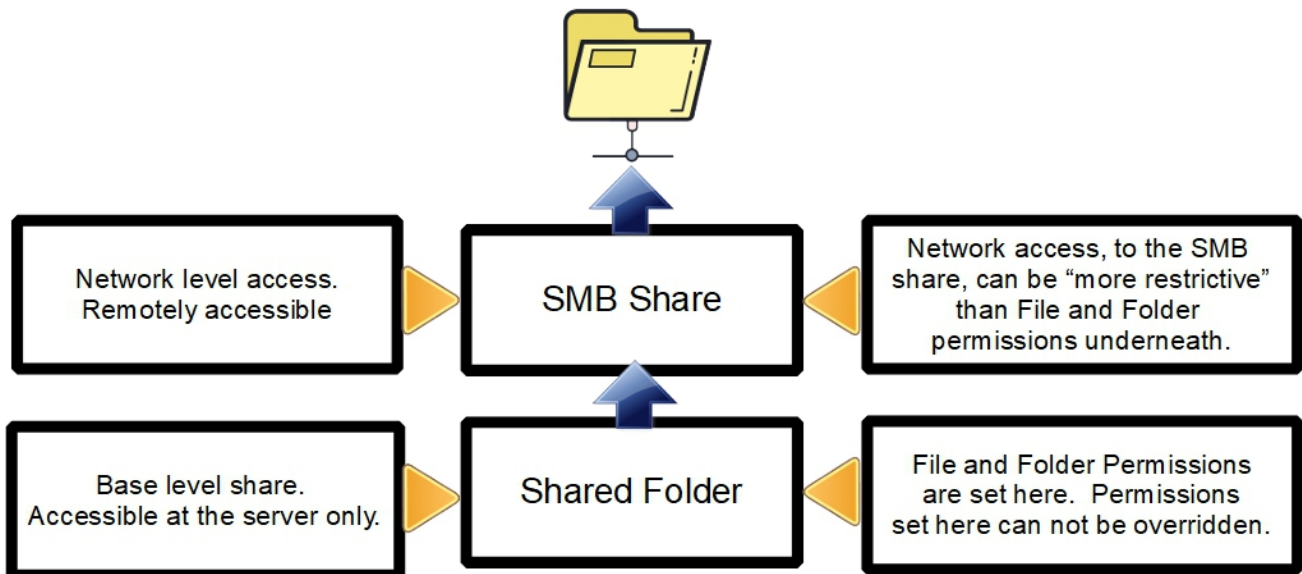 Network level access.
Remotely accessible
SMB Share
Network access, to the SMB
share, can be “more restrictive”
than File and Folder
permissions underneath.
Base level share.
Accessible at the server only.
Shared Folder
File and Folder Permissions
are set here.  Permissions
set here can not be overridden.